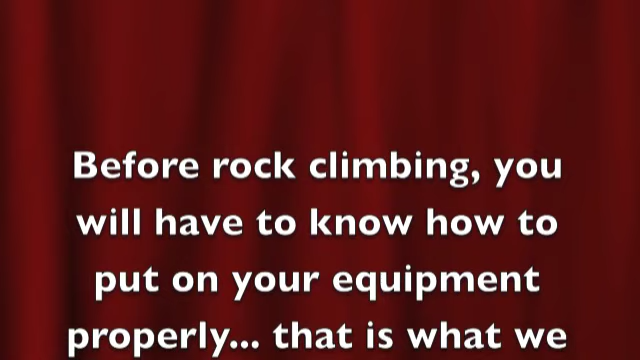 Before rock climbing, you
will have to know how to
put on your equipment
properly... that is what we